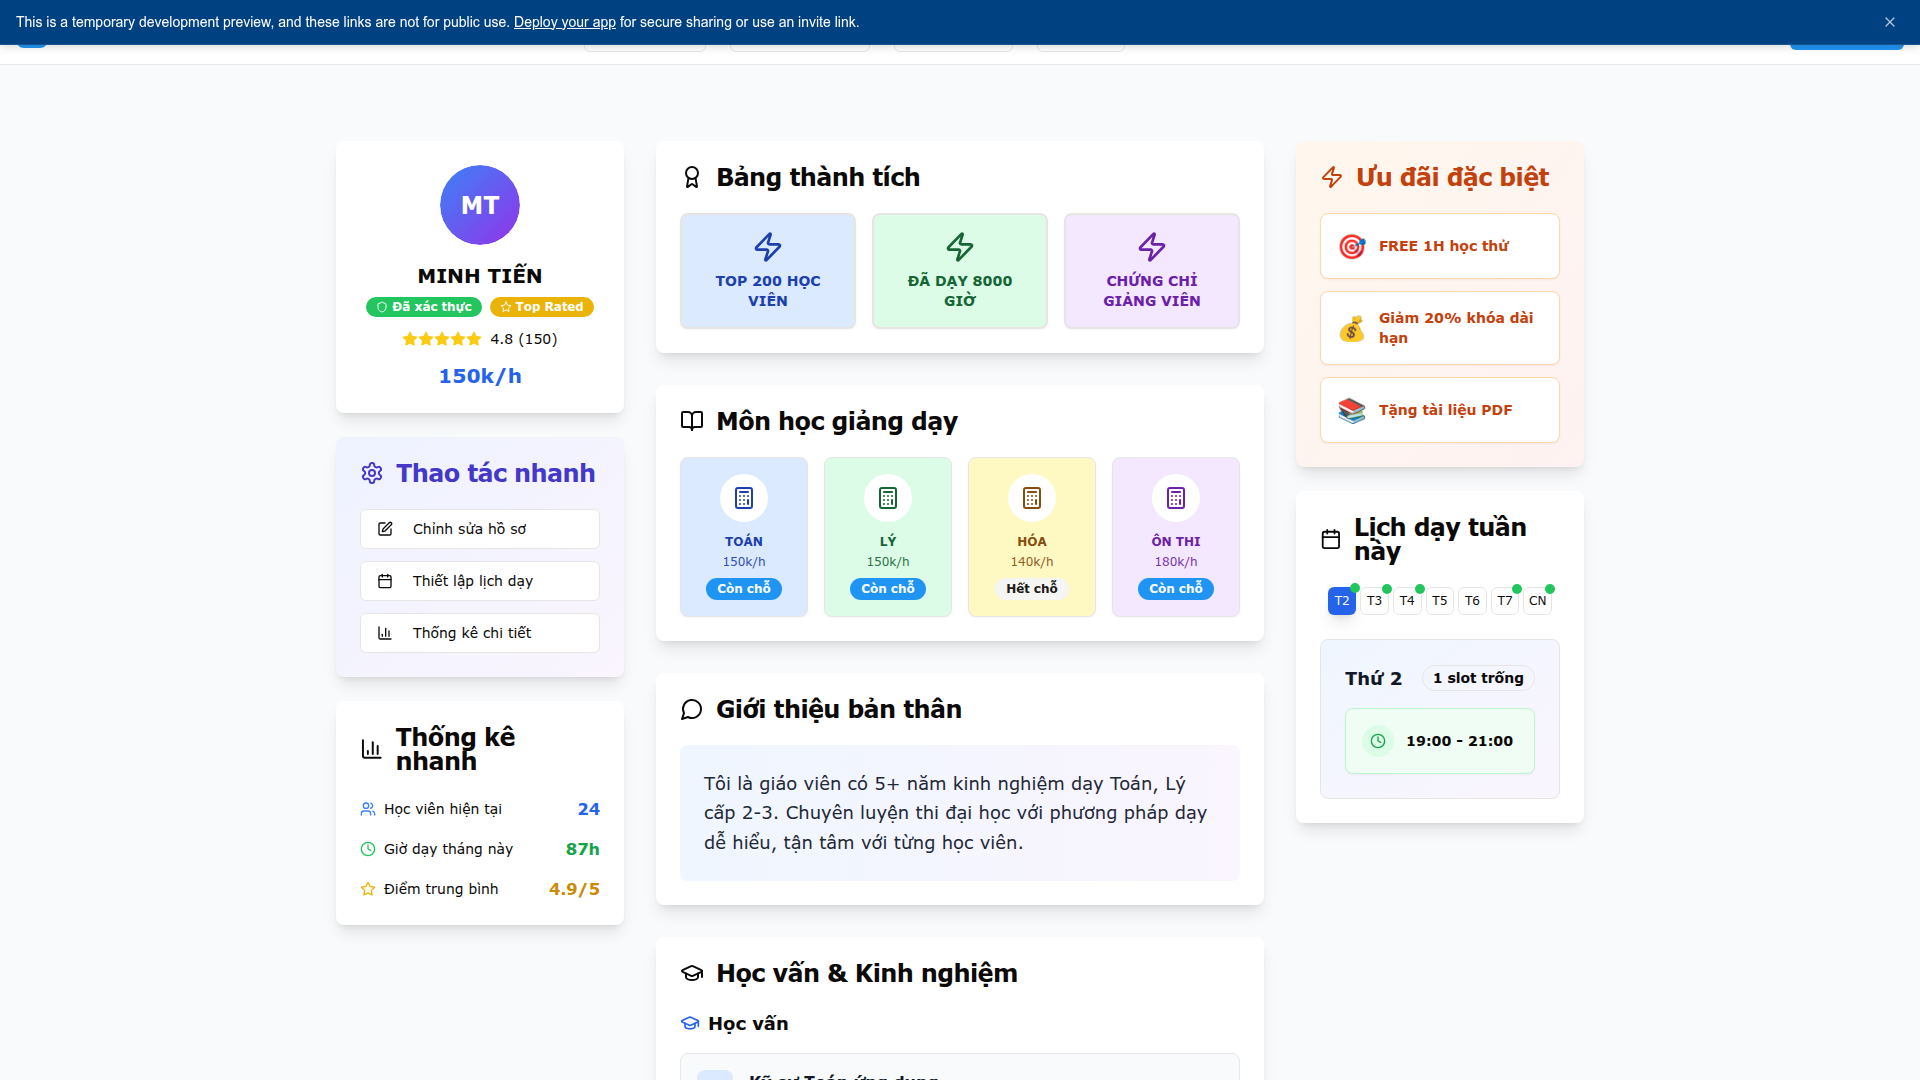 This is a temporary development preview, and these links are not for public use. Deploy your app for secure sharing or use an invite link.
MT
MINH TIẾN
Đã xác thực
Top Rated
4.8 (150)
150k/h
Thao tác nhanh
Chỉnh sửa hồ sơ
Thiết lập lịch dạy
Thống kê chi tiết
Thống kê
nhanh
Học viên hiện tại 24
Giờ dạy tháng này 87h
Điểm trung bình 4.9/5
Bảng thành tích
TOP 200 HỌC
VIÊN
ĐÃ DẠY 8000
GIỜ
CHỨNG CHỈ
GIẢNG VIÊN
Môn học giảng dạy
TOÁN
150k/h
Còn chỗ
LÝ
150k/h
Còn chỗ
HÓA
140k/h
Hết chỗ
ÔN THI
180k/h
Còn chỗ
Giới thiệu bản thân
Tôi là giáo viên có 5+ năm kinh nghiệm dạy Toán, Lý
cấp 2-3. Chuyên luyện thi đại học với phương pháp dạy
dễ hiểu, tận tâm với từng học viên.
Học vấn & Kinh nghiệm
Học vấn
Kỹ sư Toán ứng dụng
Ưu đãi đặc biệt
FREE 1H học thử
Giảm 20% khóa dài
hạn
Tặng tài liệu PDF
Lịch dạy tuần
này
T2 T3 T4 T5 T6 T7 CN
Thứ 2
1 slot trống
19:00 - 21:00